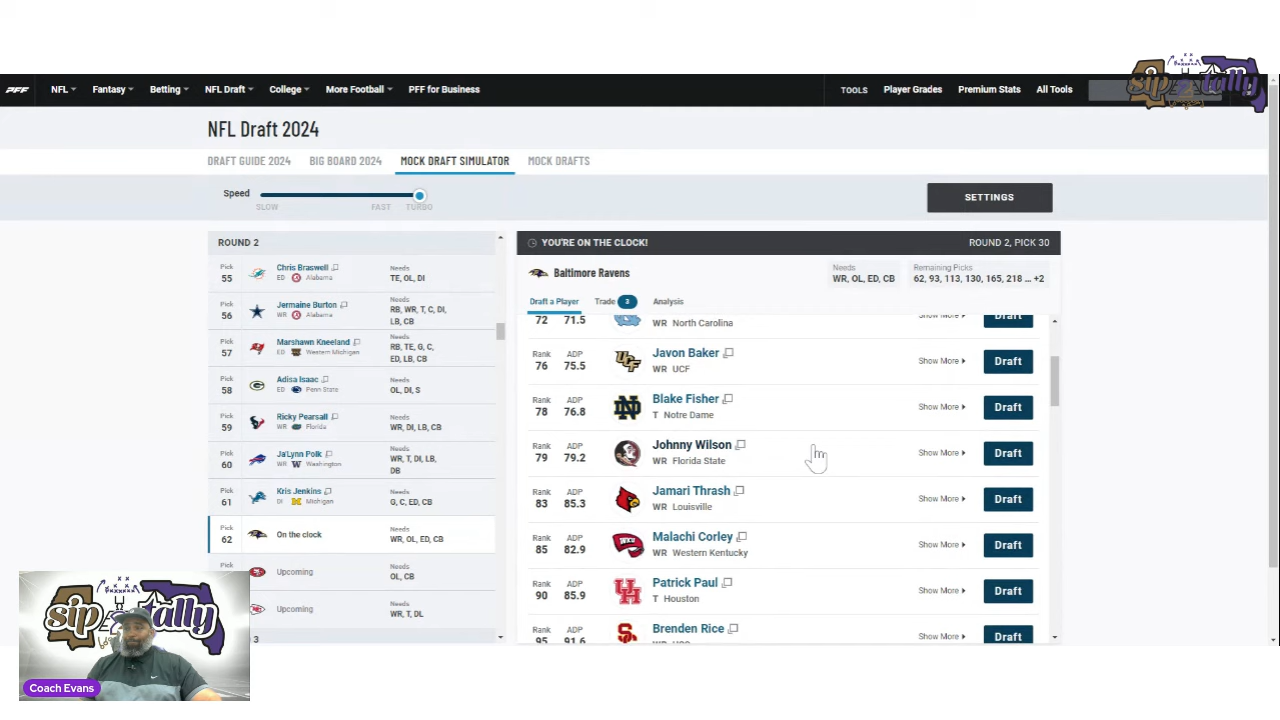 sip tally
PFF NFL Fantasy Betting NFL Draft College More Football PFF for Business TOOLS Player Grades Premium Stats All Tools
NFL Draft 2024
DRAFT GUIDE 2024 BIG BOARD 2024 MOCK DRAFT SIMULATOR MOCK DRAFTS
Speed
SLOW FAST TURBO
SETTINGS
ROUND 2
Pick 55
Chris Braswell
ED Alabama
Needs
TE, OL, DI
Pick 56
Jermaine Burton
WR Alabama
Needs
RB, WR, T, C, DI,
LB, CB
Pick 57
Marshawn Kneeland
ED Western Michigan
Needs
RB, TE, G, C,
ED, LB, CB
Pick 58
Adisa Isaac
ED Penn State
Needs
OL, DI, S
Pick 59
Ricky Pearsall
WR Florida
Needs
WR, DI, LB, CB
Pick 60
Ja'Lynn Polk
WR Washington
Needs
WR, T, DI, LB,
DB
Pick 61
Kris Jenkins
DI Michigan
Needs
G, C, ED, CB
Pick 62
On the clock
Needs
WR, OL, ED, CB
Pick
Upcoming
Needs
OL, CB
Upcoming
Needs
WR, T, DL
3
YOU'RE ON THE CLOCK! ROUND 2, PICK 30
Baltimore Ravens
Needs
WR, OL, ED, CB
Remaining Picks
62, 93, 113, 130, 165, 218 ... +2
Draft a Player Trade 3 Analysis
72 71.5 WR North Carolina Show More Draft
Rank 76 ADP 75.5
Javon Baker
WR UCF
Show More Draft
Rank 78 ADP 76.8
Blake Fisher
T Notre Dame
Show More Draft
Rank 79 ADP 79.2
Johnny Wilson
WR Florida State
Show More Draft
Rank 83 ADP 85.3
Jamari Thrash
WR Louisville
Show More Draft
Rank 85 ADP 82.9
Malachi Corley
WR Western Kentucky
Show More Draft
Rank 90 ADP 85.9
Patrick Paul
T Houston
Show More Draft
Rank 95 ADP 91.6
Brenden Rice
Show More Draft
sip tally
Coach Evans